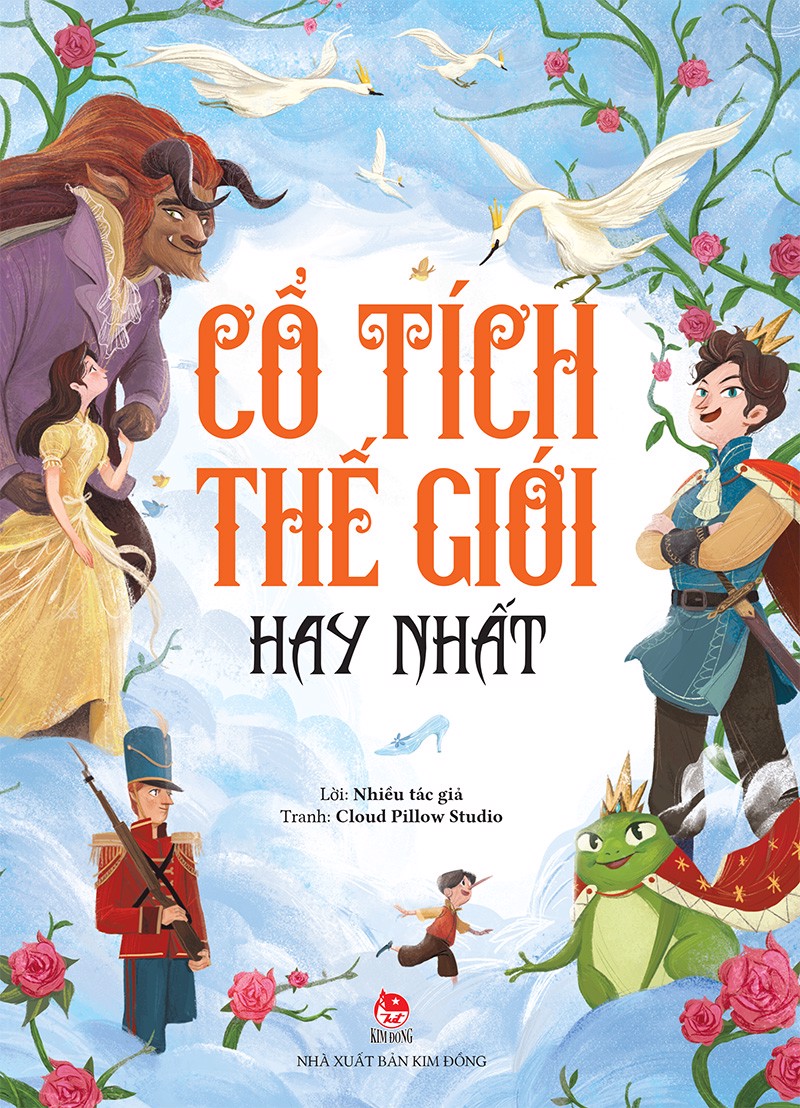 CỔ TÍCH
THẾ GIỚI
HAY NHẤT
Lời: Nhiều tác giả
Tranh: Cloud Pillow Studio
KIM ĐỒNG
NHÀ XUẤT BẢN KIM ĐỒNG